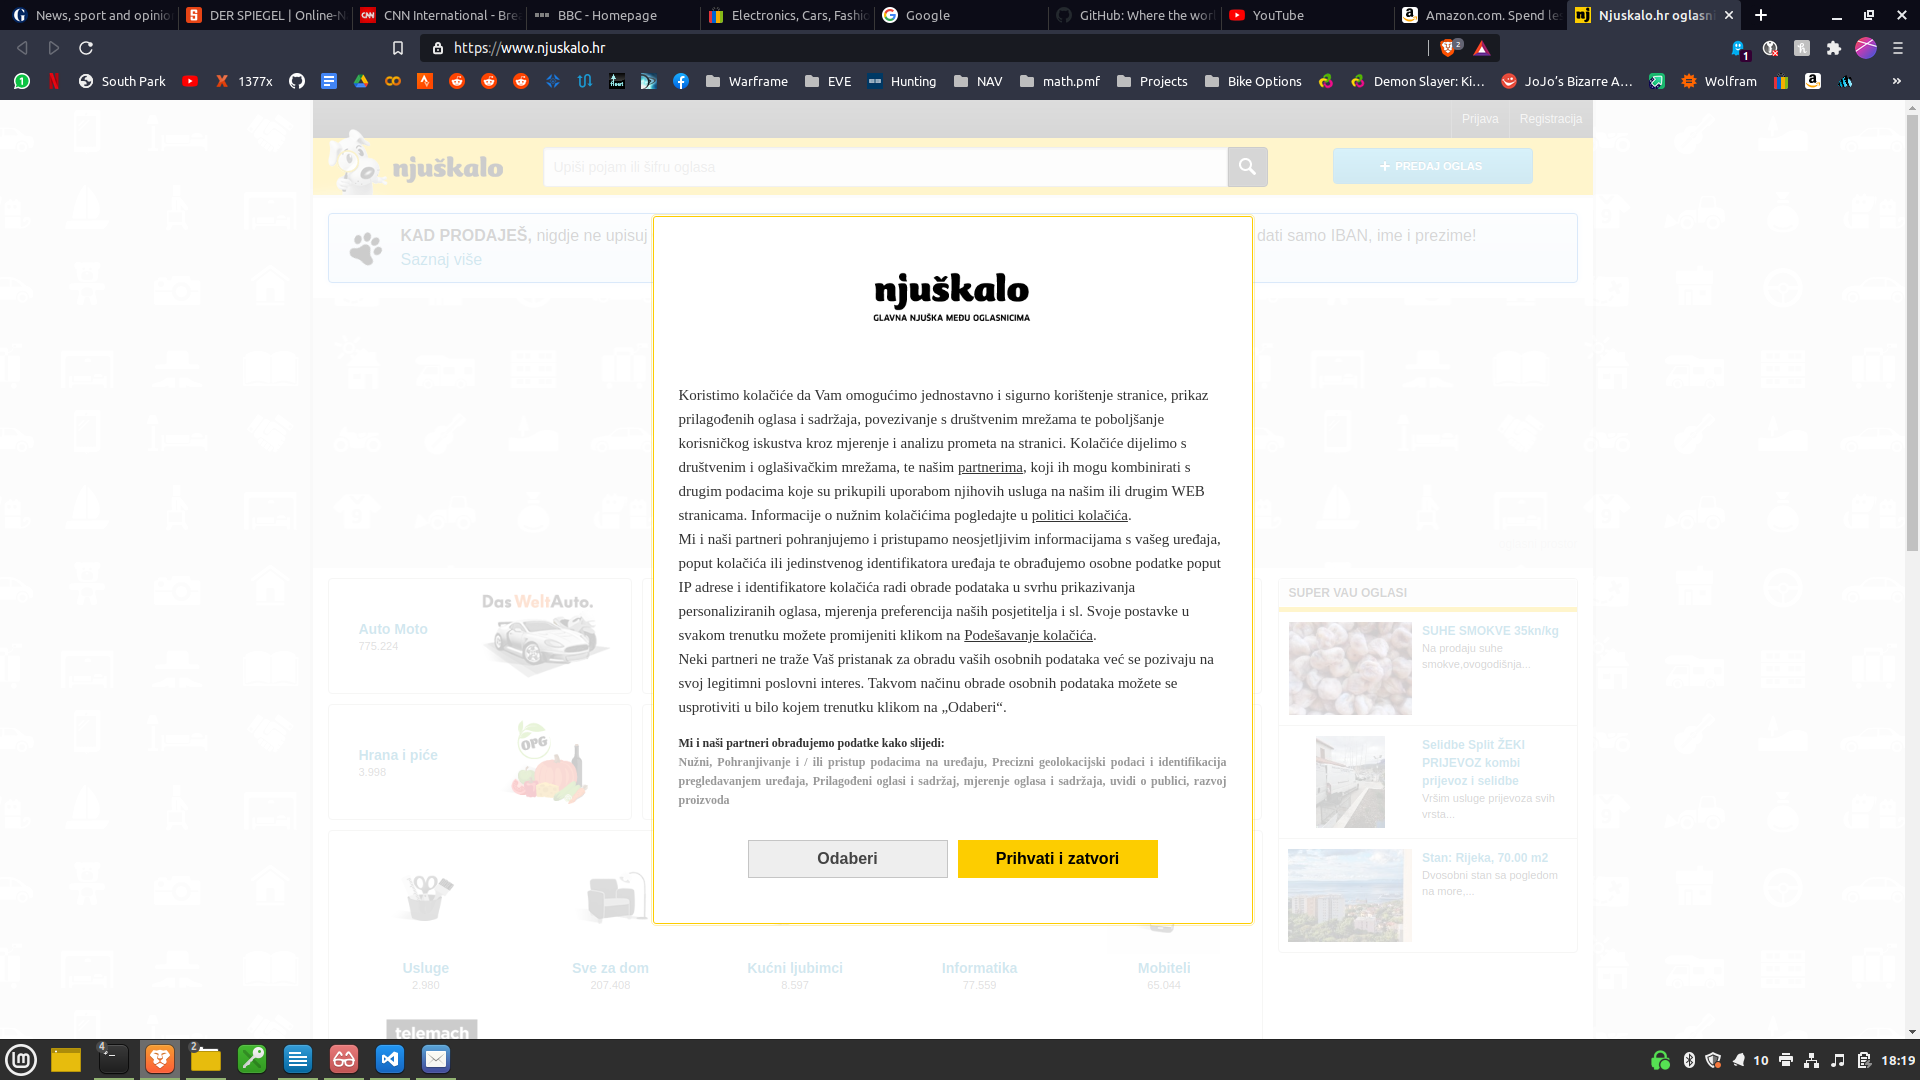 News, sport and opinion
DER SPIEGEL | Online-N
CNN International - Brea
BBC - Homepage
Electronics, Cars, Fashio
Google
GitHub: Where the worl
YouTube
Amazon.com. Spend les
Njuskalo.hr oglasni
https://www.njuskalo.hr
2
1
1
South Park
1377x
Warframe
EVE
Hunting
NAV
math.pmf
Projects
Bike Options
Demon Slayer: Ki...
JoJo's Bizarre A...
Wolfram
»
Prijava
Registracija
njuškalo
Upiši pojam ili šifru oglasa
PREDAJ OGLAS
KAD PRODAJEŠ, nigdje ne upisuj
dati samo IBAN, ime i prezime!
Saznaj više
njuškalo
GLAVNA NJUŠKA MEĐU OGLASNICIMA
Koristimo kolačiće da Vam omogućimo jednostavno i sigurno korištenje stranice, prikaz
prilagođenih oglasa i sadržaja, povezivanje s društvenim mrežama te poboljšanje
korisničkog iskustva kroz mjerenje i analizu prometa na stranici. Kolačiće dijelimo s
društvenim i oglašivačkim mrežama, te našim partnerima, koji ih mogu kombinirati s
drugim podacima koje su prikupili uporabom njihovih usluga na našim ili drugim WEB
stranicama. Informacije o nužnim kolačićima pogledajte u politici kolačića.
Mi i naši partneri pohranjujemo i pristupamo neosjetljivim informacijama s vašeg uređaja,
poput kolačića ili jedinstvenog identifikatora uređaja te obrađujemo osobne podatke poput
IP adrese i identifikatore kolačića radi obrade podataka u svrhu prikazivanja
personaliziranih oglasa, mjerenja preferencija naših posjetitelja i sl. Svoje postavke u
svakom trenutku možete promijeniti klikom na Podešavanje kolačića.
Neki partneri ne traže Vaš pristanak za obradu vaših osobnih podataka već se pozivaju na
svoj legitimni poslovni interes. Takvom načinu obrade osobnih podataka možete se
usprotiviti u bilo kojem trenutku klikom na „Odaberi“.
Mi i naši partneri obrađujemo podatke kako slijedi:
Nužni, Pohranjivanje i / ili pristup podacima na uređaju, Precizni geolokacijski podaci i identifikacija
pregledavanjem uređaja, Prilagođeni oglasi i sadržaj, mjerenje oglasa i sadržaja, uvidi o publici, razvoj
proizvoda
Odaberi
Prihvati i zatvori
Das WeltAuto.
Auto Moto
775.224
OPG
Hrana i piće
3.998
SUPER VAU OGLASI
SUHE SMOKVE 35kn/kg
Na prodaju suhe
smokve,ovogodišnja...
Selidbe Split ŽEKI
PRIJEVOZ kombi
prijevoz i selidbe
Vršim usluge prijevoza svih
vrsta...
Stan: Rijeka, 70.00 m2
Dvosobni stan sa pogledom
na more,...
Usluge
2.980
Sve za dom
207.408
Kućni ljubimci
8.597
Informatika
77.559
Mobiteli
65.044
telemach
4
2
10
18:19